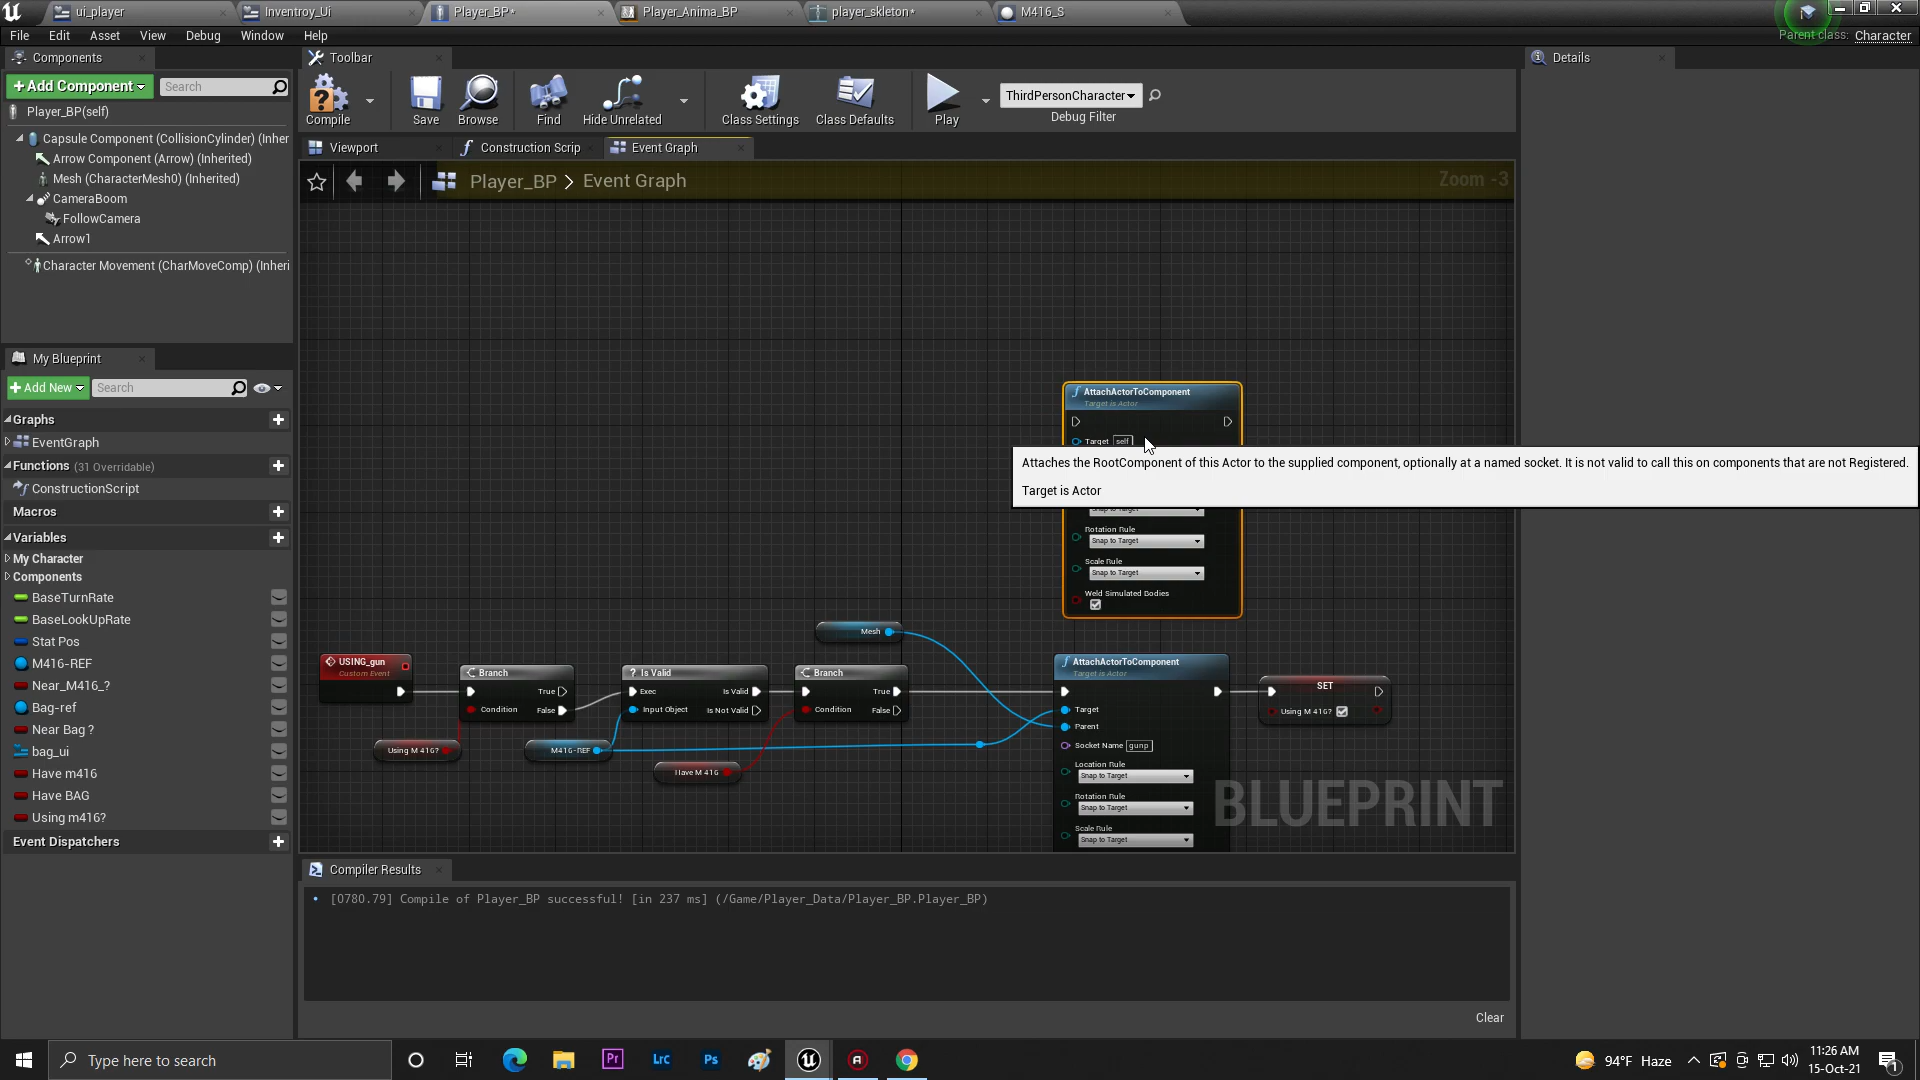 ui_player
Inventroy_Ui
Player_BP*
Player_Anima_BP
player_skleton*
M416_S
File Edit Asset View Debug Window Help
Parent class: Character
Components
+ Add Component
Search
Player_BP(self)
Capsule Component (CollisionCylinder) (Inher
Arrow Component (Arrow) (Inherited)
Mesh (CharacterMesh0) (Inherited)
CameraBoom
FollowCamera
Arrow1
Character Movement (CharMoveComp) (Inheri
Toolbar
Compile
Save
Browse
Find
Hide Unrelated
Class Settings
Class Defaults
Play
ThirdPersonCharacter
Debug Filter
Details
Viewport
Construction Scrip
Event Graph
Player_BP > Event Graph
Zoom -3
My Blueprint
+ Add New
Search
Graphs
EventGraph
Functions (31 Overridable)
ConstructionScript
Macros
Variables
My Character
Components
BaseTurnRate
BaseLookUpRate
Stat Pos
M416-REF
Near_M416_?
Bag-ref
Near Bag ?
bag_ui
Have m416
Have BAG
Using m416?
Event Dispatchers
AttachActorToComponent
Target is Actor
Target self
Attaches the RootComponent of this Actor to the supplied component, optionally at a named socket. It is not valid to call this on components that are not Registered.
Target is Actor
Snap to Target
Rotation Rule
Snap to Target
Scale Rule
Snap to Target
Weld Simulated Bodies
Mesh
USING_gun
Custom Event
Branch
True
Condition
False
Is Valid
Exec
Is Valid
Input Object
Is Not Valid
Branch
True
Condition
False
Using M 416?
M416-REF
Have M 416
AttachActorToComponent
Target is Actor
Target
Parent
Socket Name gunp
Location Rule
Snap to Target
Rotation Rule
Snap to Target
Scale Rule
Snap to Target
SET
Using M 416?
BLUEPRINT
Compiler Results
[0780.79] Compile of Player_BP successful! [in 237 ms] (/Game/Player_Data/Player_BP.Player_BP)
Clear
Type here to search
Pr
Lrc
Ps
94°F Haze
11:26 AM
15-Oct-21
1